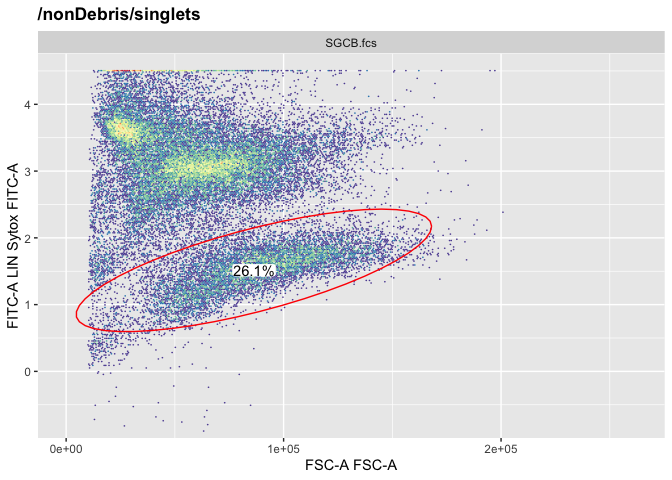 /nonDebris/singlets
SGCB.fcs
FITC-A LIN Sytox FITC-A
4
3
2
1
0
26.1%
0e+00
1e+05
2e+05
FSC-A FSC-A